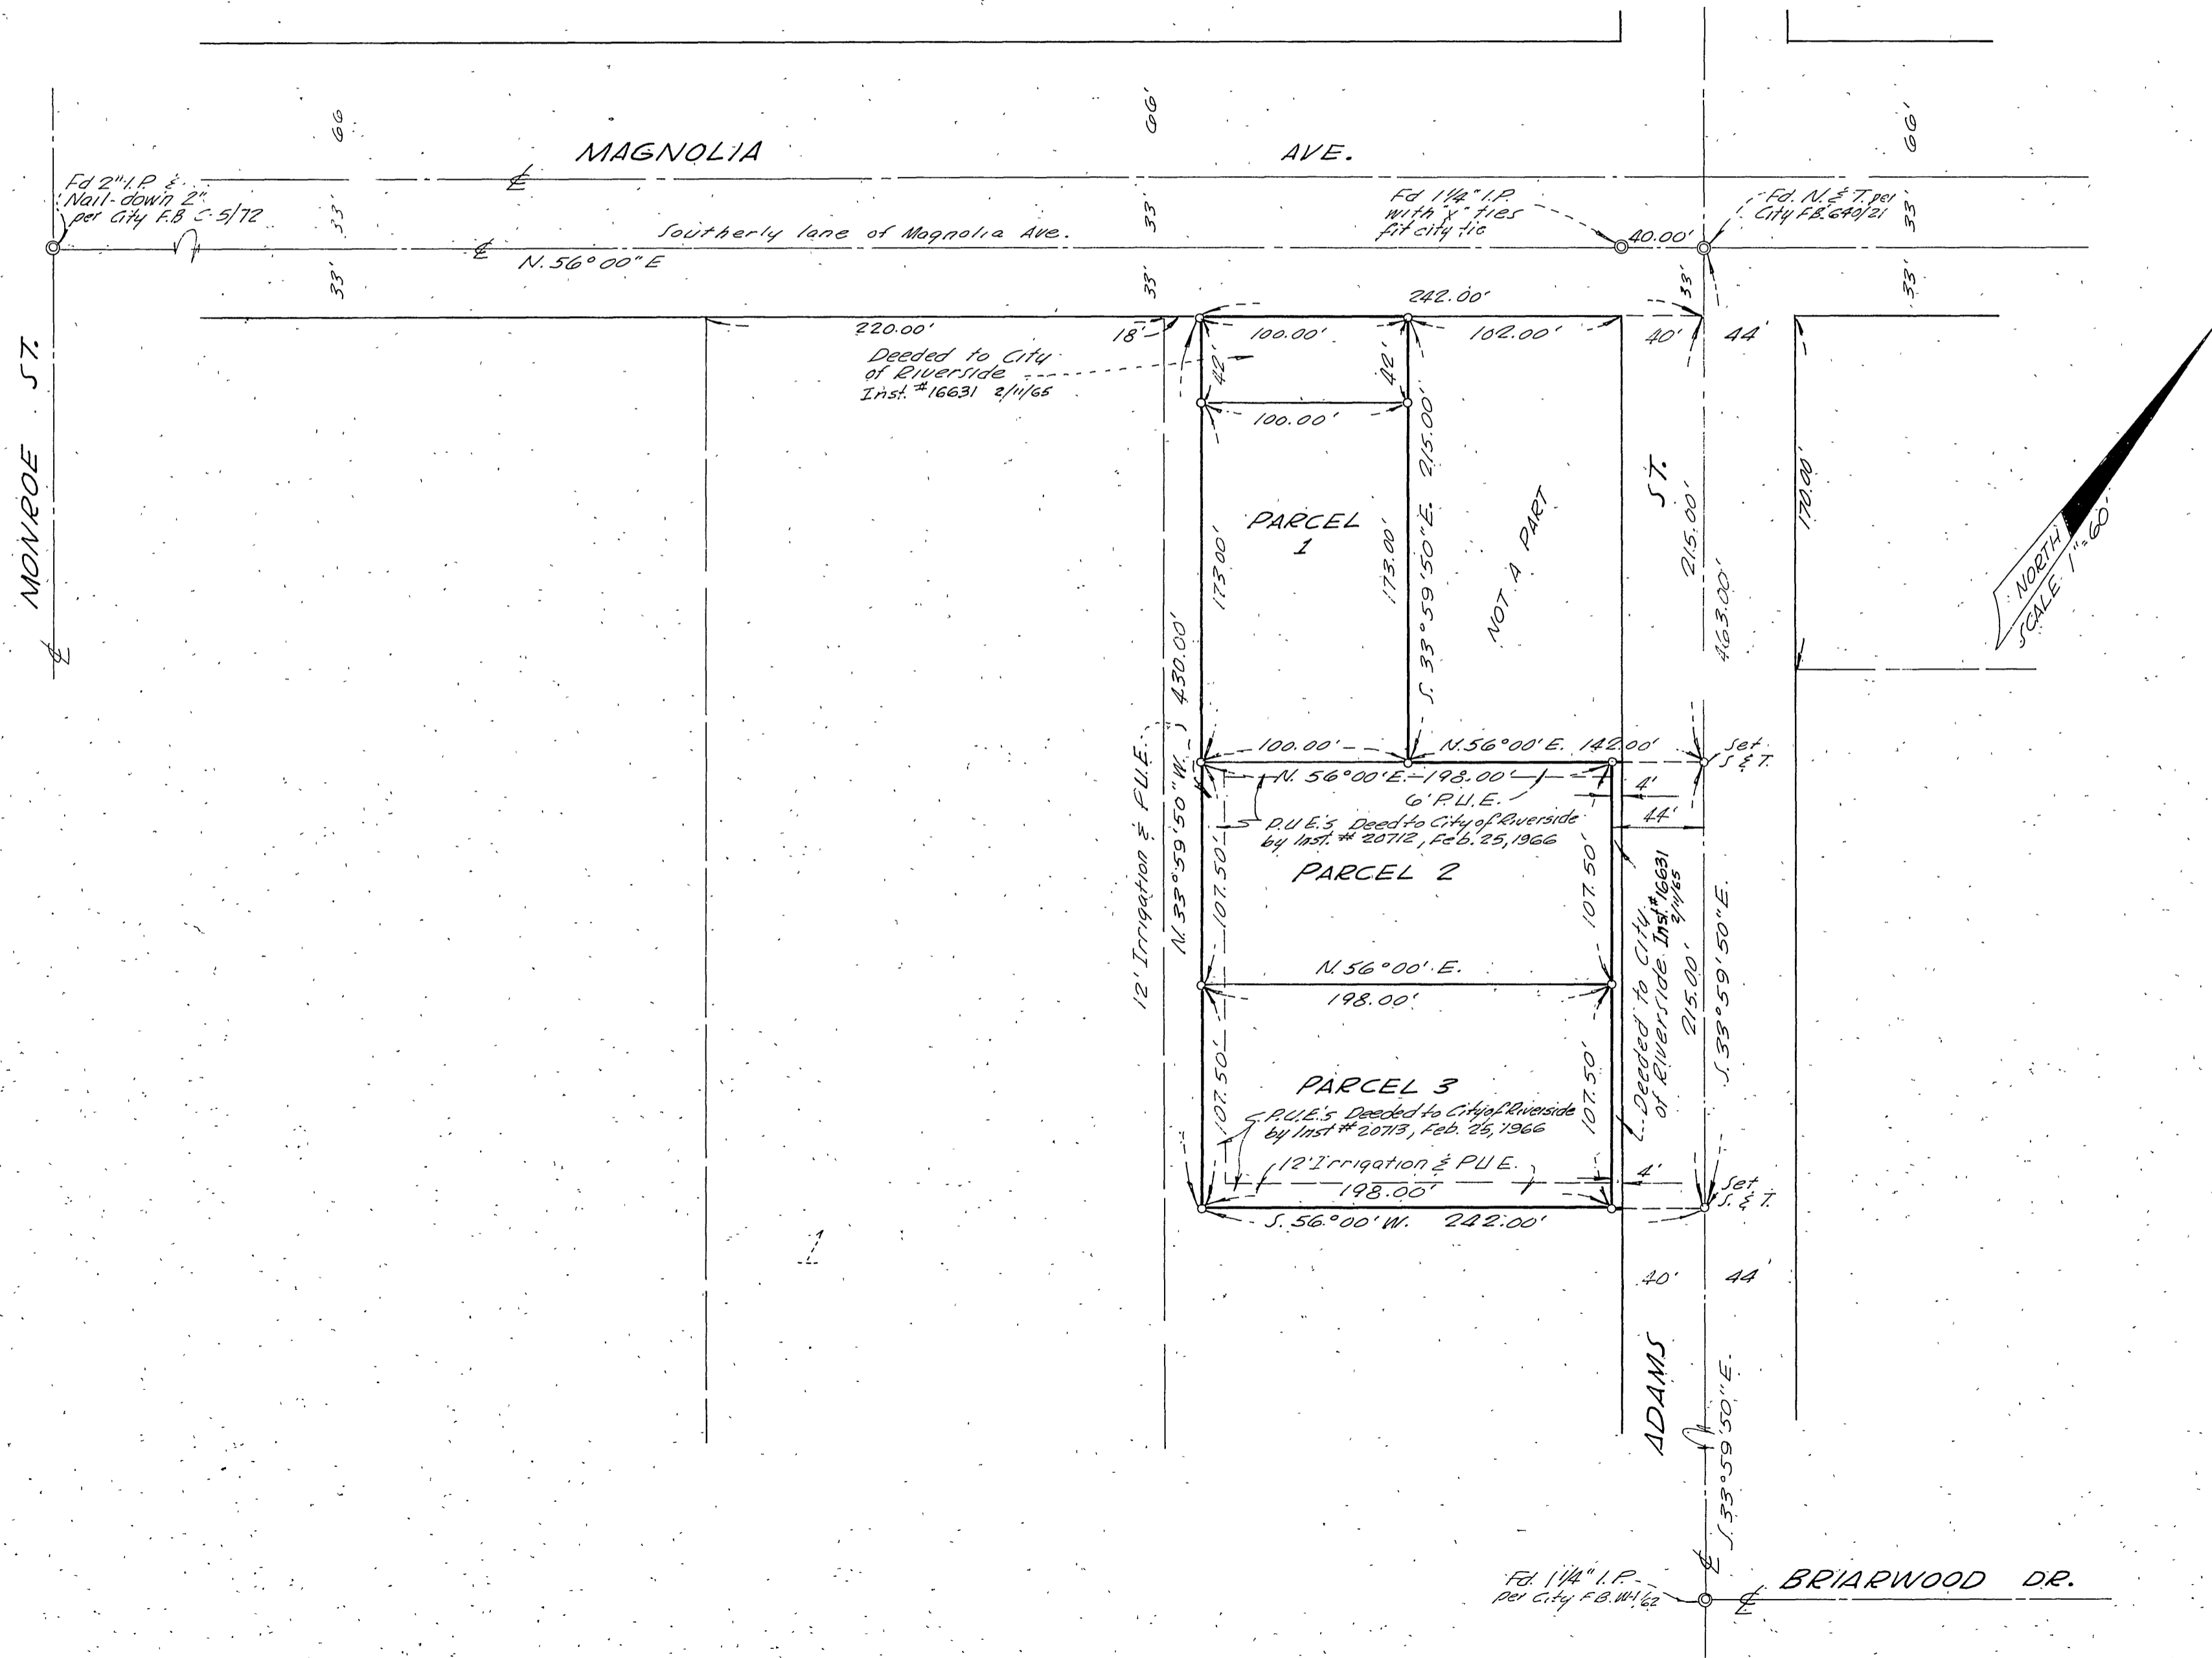 66
66'
66'
MAGNOLIA AVE.
Fd 2" I.P. &
Nail-down 2"
per City F.B C-5/72
33'
33'
33'
Fd 1 1/4" I.P.
with "X" ties
fit city tie
Fd. N. & T. per
City F.B. 640/21
40.00'
Southerly lane of Magnolia Ave.
N. 56°00" E
33'
33'
33'
33'
242.00'
220.00'
18'
100.00'
102.00'
40'
44'
Deeded to City
of Riverside
Inst. #16631 2/11/65
42'
42'
100.00'
MONROE ST.
PARCEL
1
173.00'
173.00'
S. 33°59'50" E. 215.00'
NOT A PART
ST.
215.00'
463.00'
170.00'
NORTH
SCALE 1"=60'
12' Irrigation & P.U.E.
N. 33°59'50" W. 430.00'
100.00'
N. 56°00' E. 142.00'
Set
S & T.
N. 56°00' E. 198.00'
6' P.U.E.
4'
44'
P.U.E.'s Deed to City of Riverside
by Inst. # 20712, Feb. 25, 1966
PARCEL 2
107.50'
107.50'
N. 56°00' E.
198.00'
Deeded to City
of Riverside. Inst. #16631
2/11/65
215.00'
S. 33°59'50" E.
PARCEL 3
107.50'
107.50'
P.U.E.'s Deeded to City of Riverside
by Inst # 20713, Feb. 25, 1966
12' Irrigation & P.U.E.
4'
198.00'
Set
S. & T.
S. 56°00' W. 242.00'
1
40'
44'
ADAMS
S. 33°59'50" E.
Fd. 1 1/4" I.P.
per City F.B. W-1/62
BRIARWOOD DR.